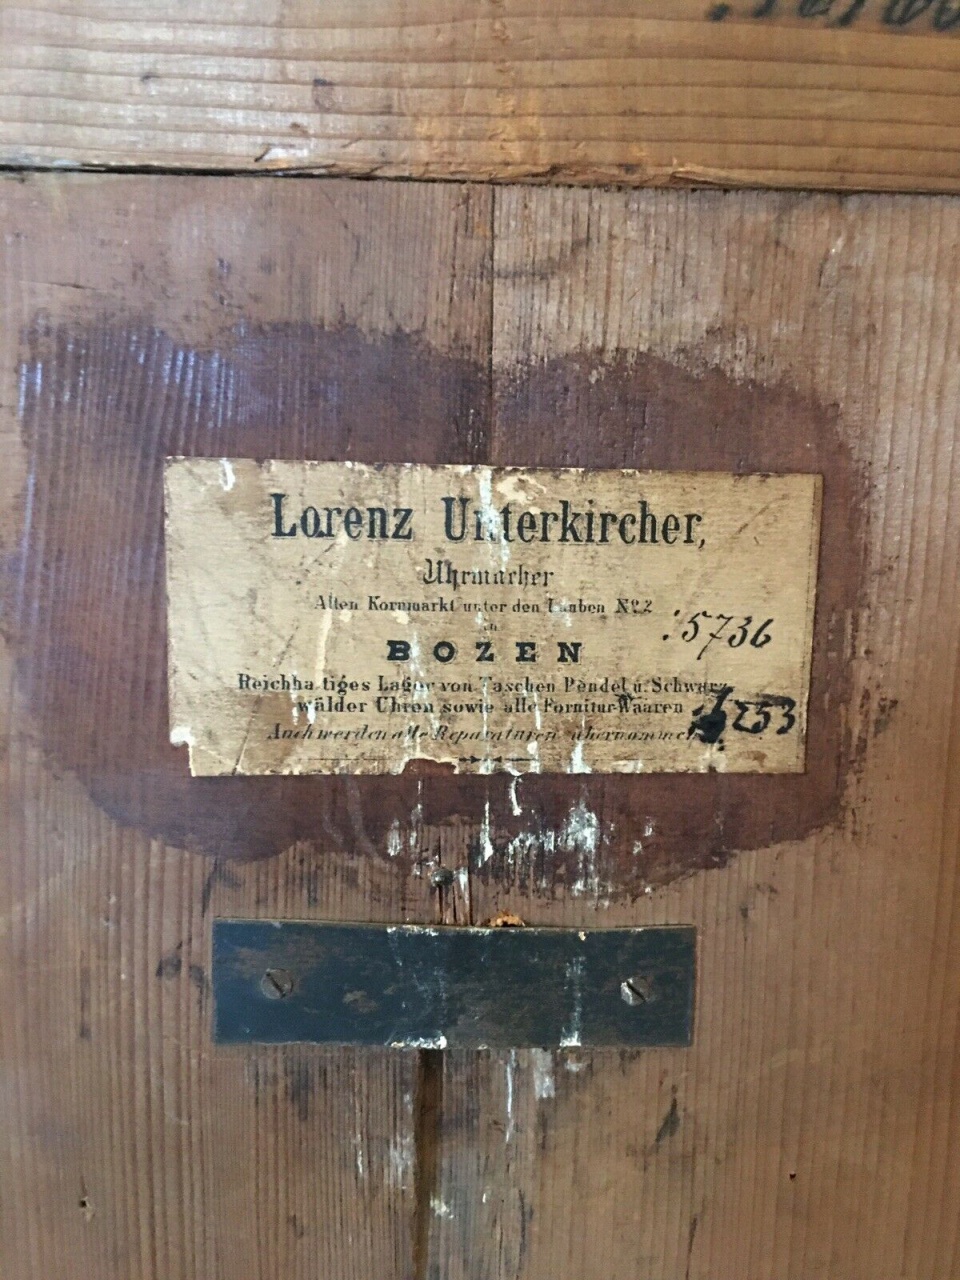 Lorenz Unterkircher,
Uhrmacher
Alten Kornmarkt unter den Lauben No. 2
in
BOZEN
:5736
Reichhaltiges Lager von Taschen Pendel u. Schwarz
wälder Uhren sowie alle Fornitur-Waaren
253
Auch werden alle Reparaturen übernommen